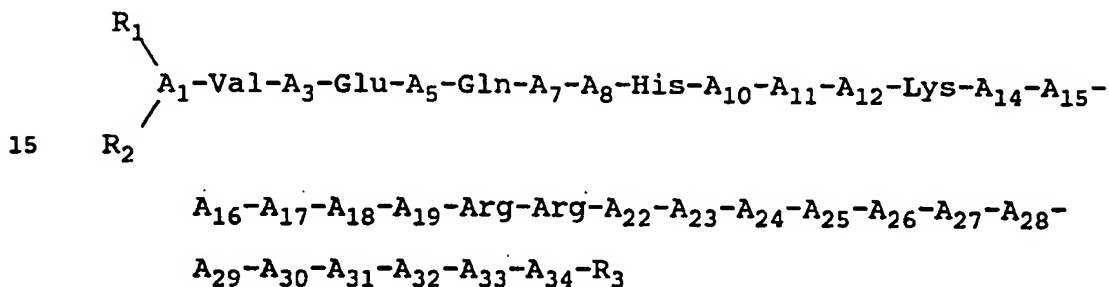 R₁
A₁-Val-A₃-Glu-A₅-Gln-A₇-A₈-His-A₁₀-A₁₁-A₁₂-Lys-A₁₄-A₁₅-
15 R₂
A₁₆-A₁₇-A₁₈-A₁₉-Arg-Arg-A₂₂-A₂₃-A₂₄-A₂₅-A₂₆-A₂₇-A₂₈-
A₂₉-A₃₀-A₃₁-A₃₂-A₃₃-A₃₄-R₃